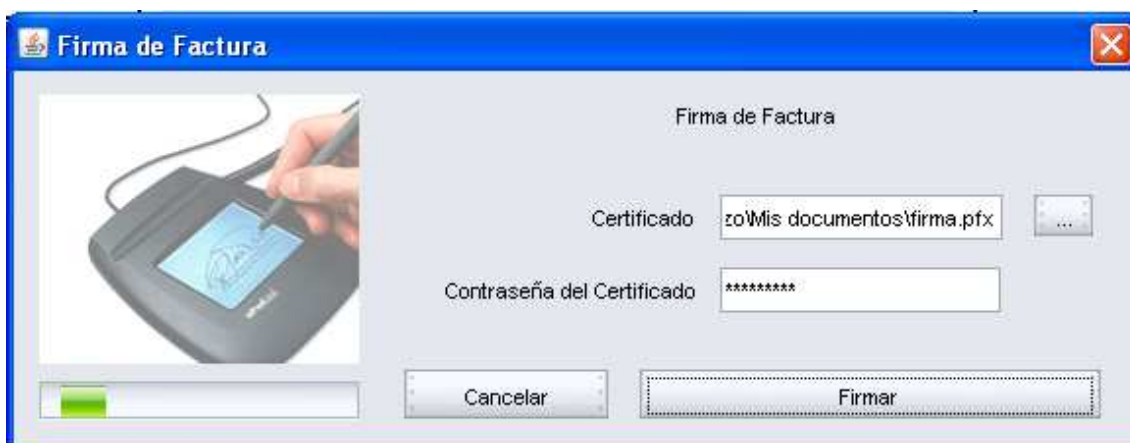 Firma de Factura
Firma de Factura
Certificado zo\Mis documentos\firma.pfx ...
Contraseña del Certificado *********
Cancelar Firmar